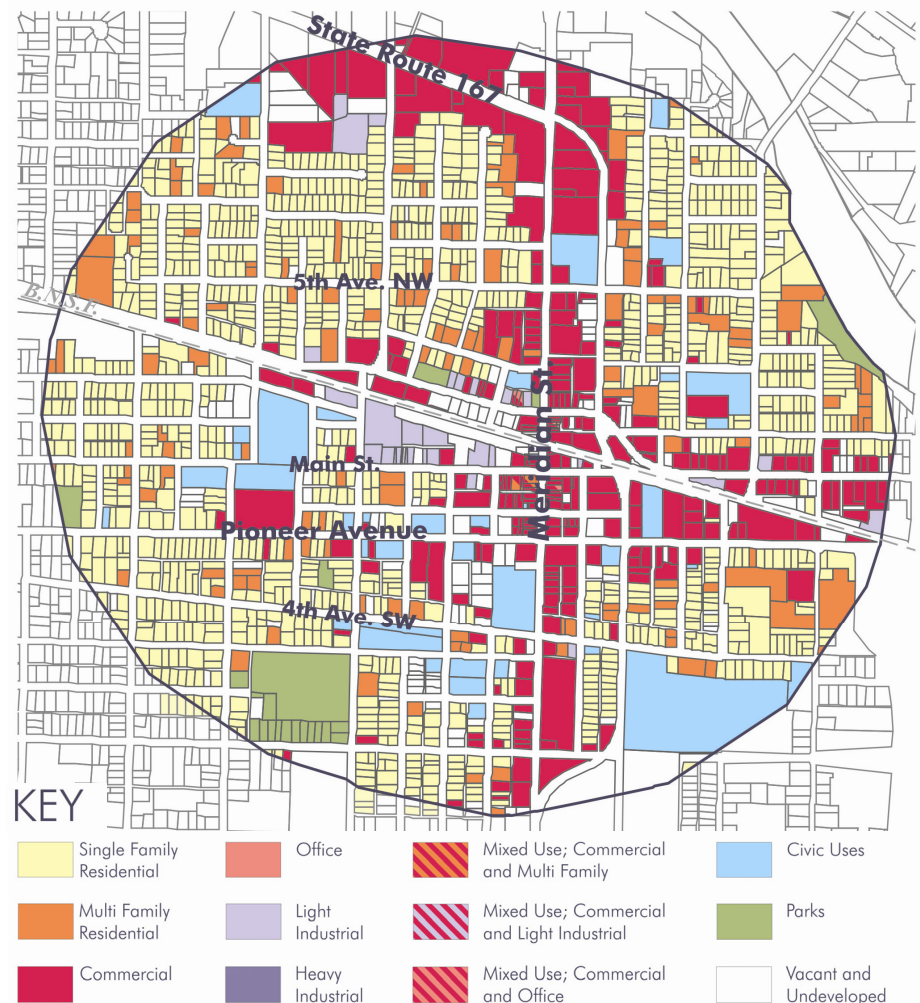 State Route 167
5th Ave. NW
B.N.S.F.
Meridian St.
Main St.
Pioneer Avenue
4th Ave. SW
KEY
Single Family
Residential
Office
Mixed Use; Commercial
and Multi Family
Civic Uses
Multi Family
Residential
Light
Industrial
Mixed Use; Commercial
and Light Industrial
Parks
Commercial
Heavy
Industrial
Mixed Use; Commercial
and Office
Vacant and
Undeveloped